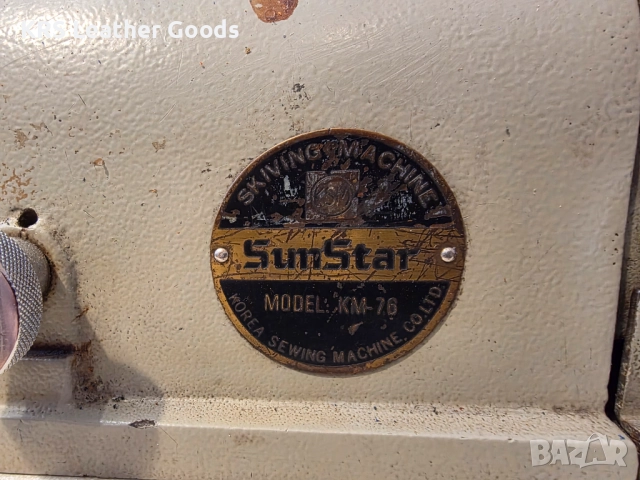 Leather Goods
SKIVING MACHINE
SunStar
MODEL: KM-76
KOREA SEWING MACHINE CO.LTD.
BAZAR